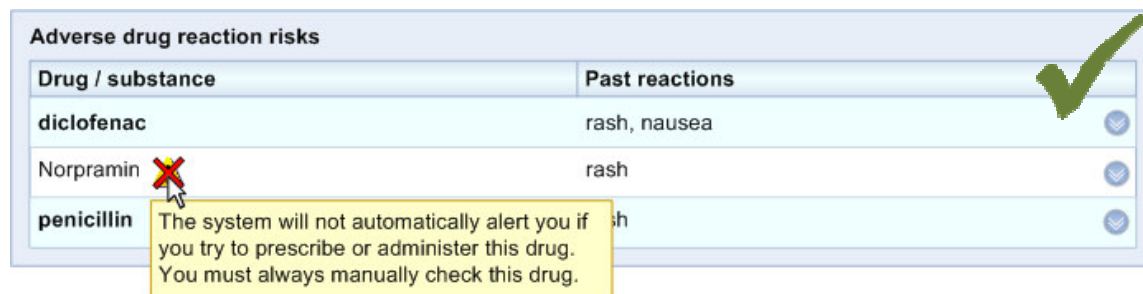 Adverse drug reaction risks
Drug / substance Past reactions
diclofenac rash, nausea
Norpramin rash
penicillin
The system will not automatically alert you if
you try to prescribe or administer this drug.
You must always manually check this drug.